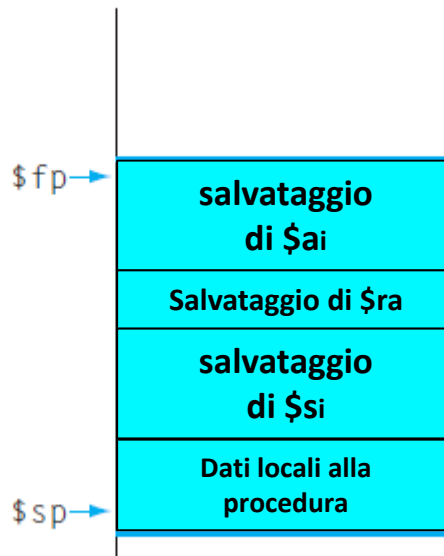 $fp
salvataggio
di $ai
Salvataggio di $ra
salvataggio
di $si
Dati locali alla
procedura
$sp